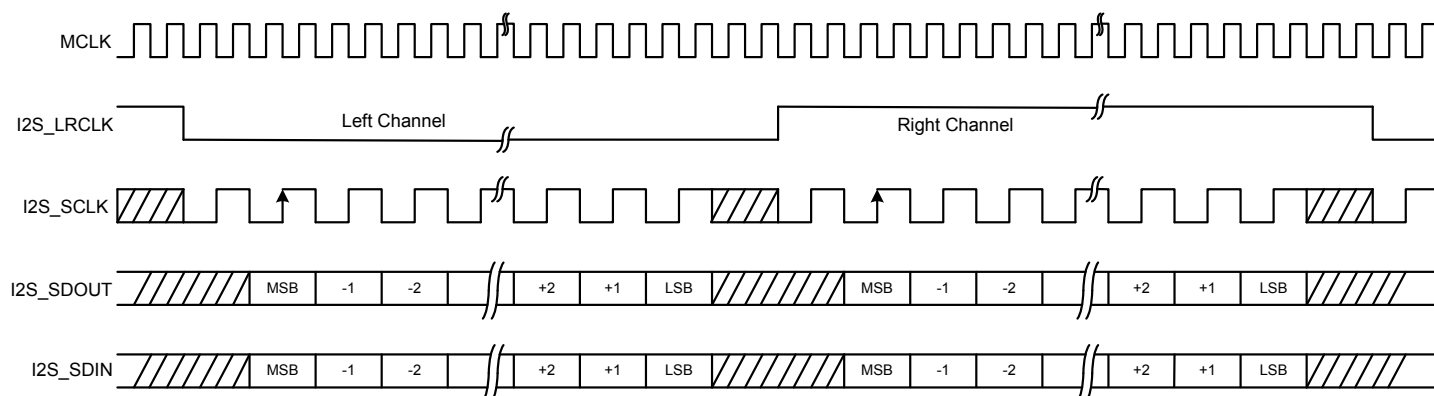 MCLK
I2S_LRCLK Left Channel Right Channel
I2S_SCLK
I2S_SDOUT MSB -1 -2 +2 +1 LSB MSB -1 -2 +2 +1 LSB
I2S_SDIN MSB -1 -2 +2 +1 LSB MSB -1 -2 +2 +1 LSB